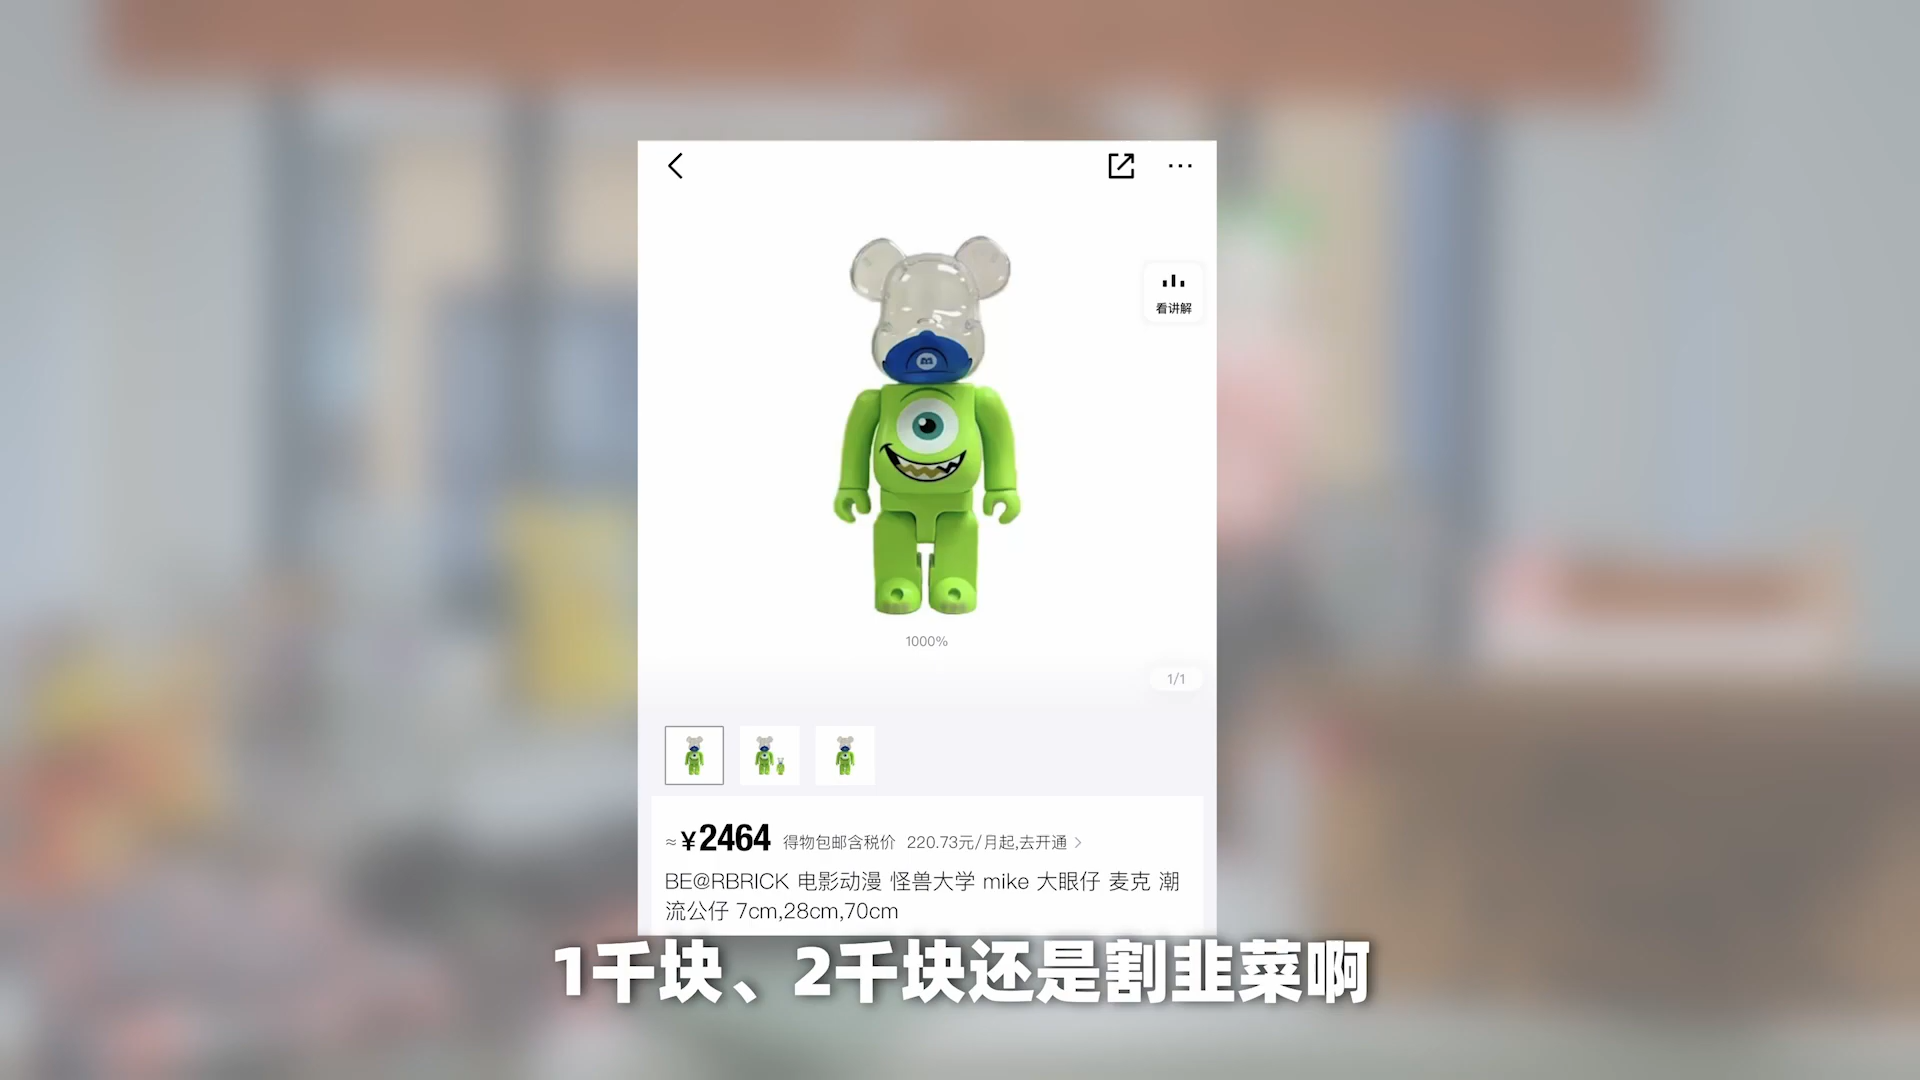 看讲解
1000%
1/1
≈¥2464 得物包邮含税价 220.73元/月起,去开通 >
BE@RBRICK 电影动漫 怪兽大学 mike 大眼仔 麦克 潮
流公仔 7cm,28cm,70cm
1千块、2千块还是割韭菜啊